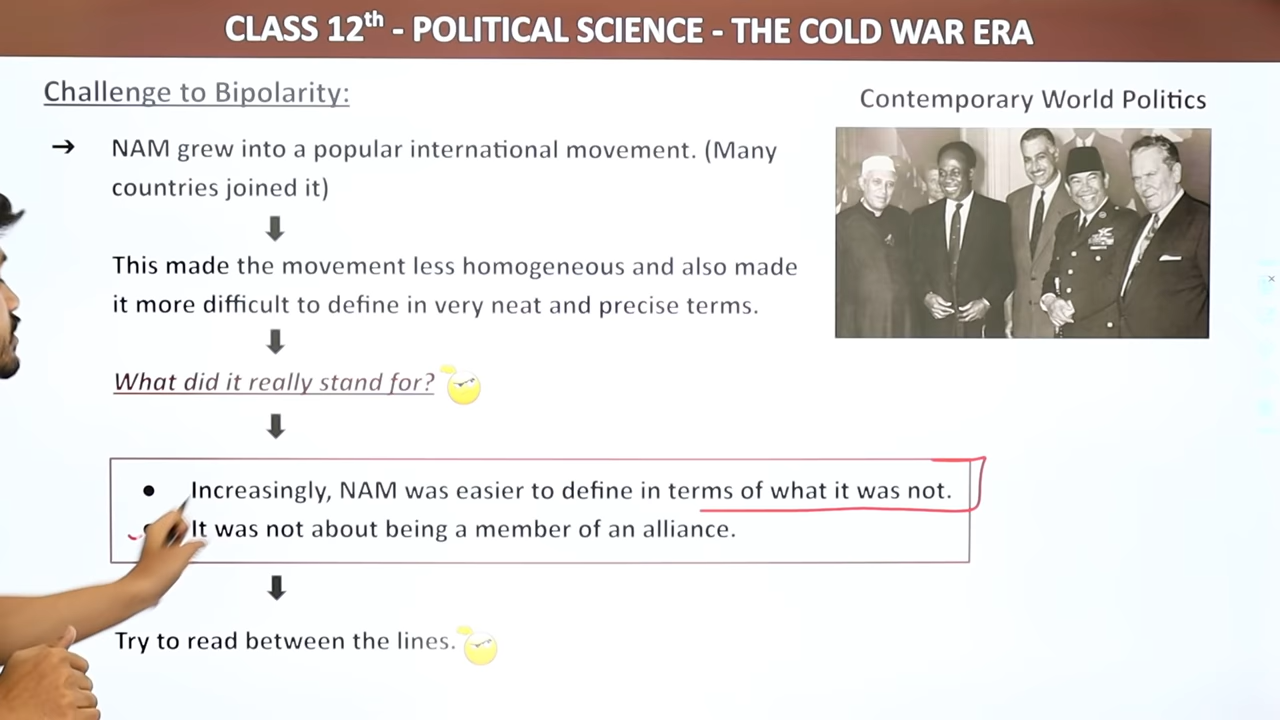 CLASS 12th - POLITICAL SCIENCE - THE COLD WAR ERA
Challenge to Bipolarity:
Contemporary World Politics
➔ NAM grew into a popular international movement. (Many
countries joined it)
This made the movement less homogeneous and also made
it more difficult to define in very neat and precise terms.
What did it really stand for?
● Increasingly, NAM was easier to define in terms of what it was not.
● It was not about being a member of an alliance.
Try to read between the lines.